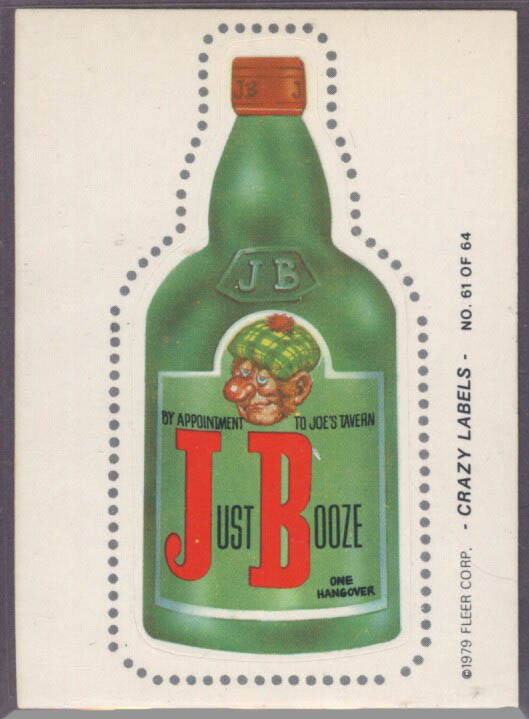 JB J
J B
BY APPOINTMENT TO JOE'S TAVERN
JUST BOOZE
ONE
HANGOVER
©1979 FLEER CORP. - CRAZY LABELS - NO. 61 OF 64